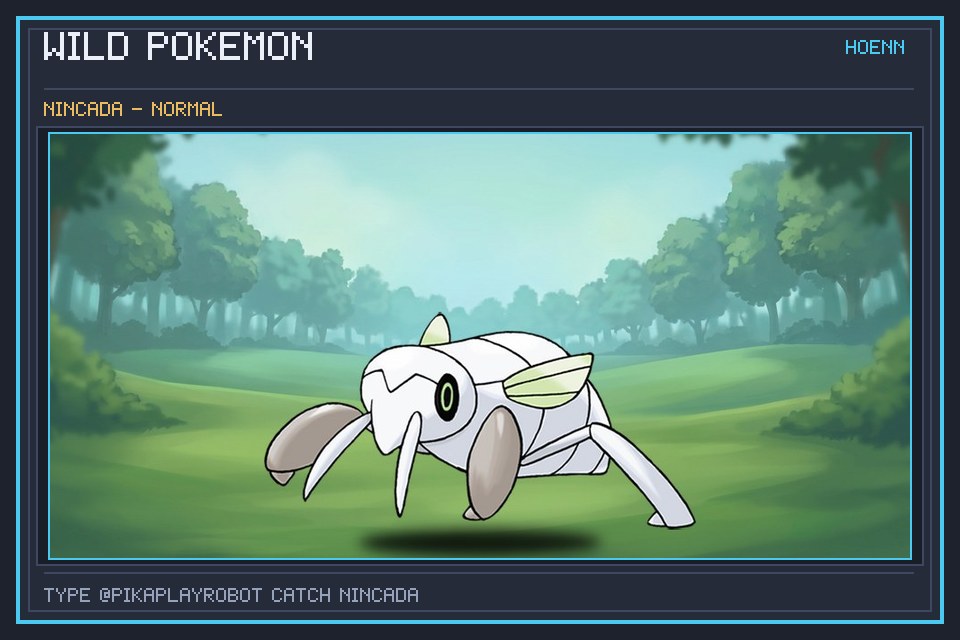 WILD POKEMON
HOENN
NINCADA - NORMAL
TYPE @PIKAPLAYROBOT CATCH NINCADA